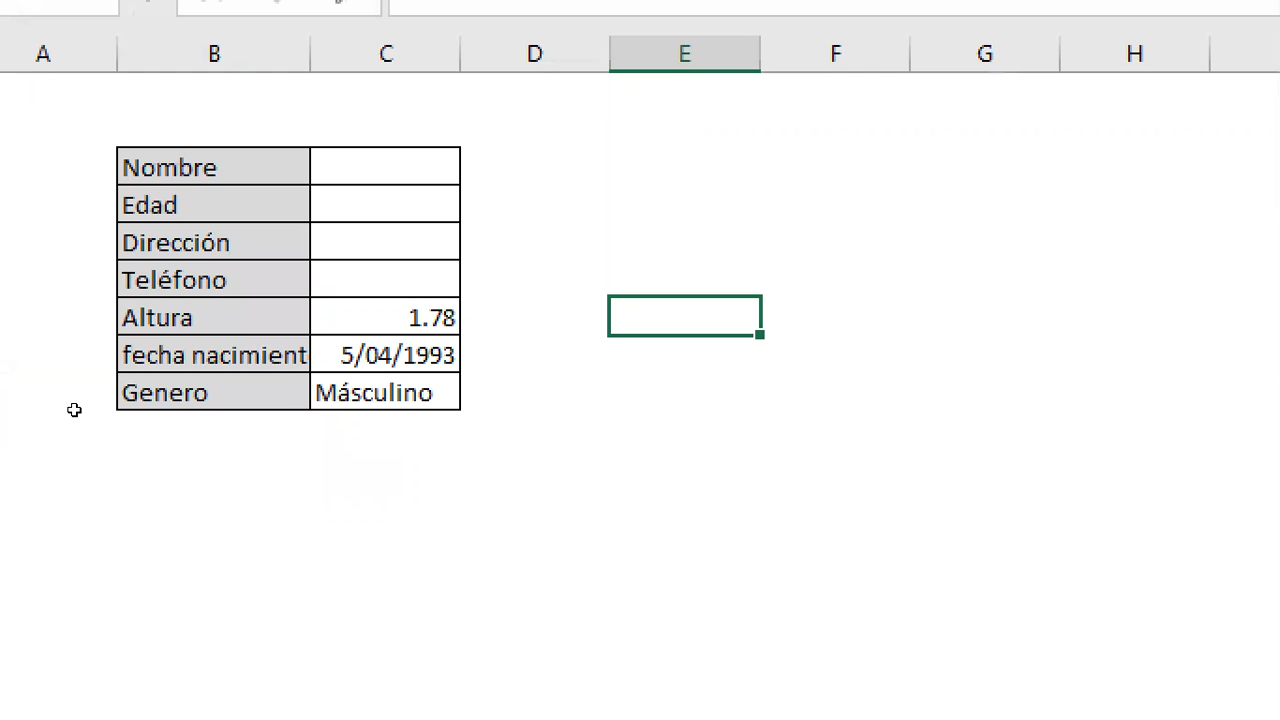 A B C D E F G H
Nombre
Edad
Dirección
Teléfono
Altura 1.78
fecha nacimient 5/04/1993
Genero Másculino